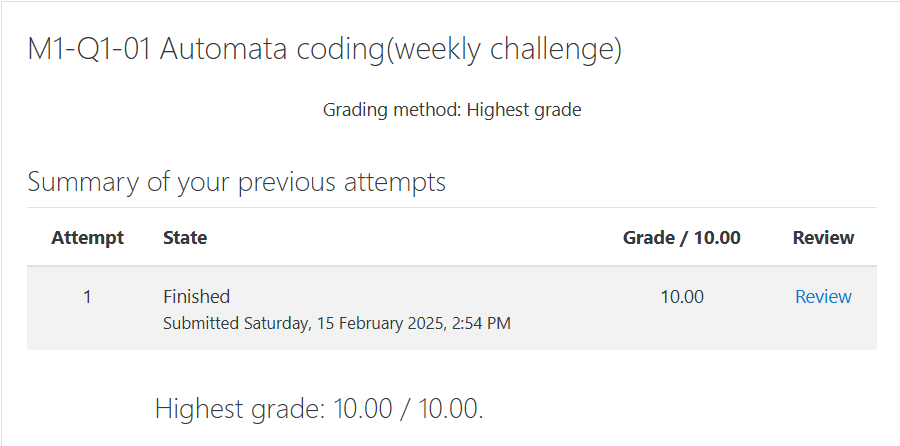 M1-Q1-01 Automata coding(weekly challenge)
Grading method: Highest grade
Summary of your previous attempts
Attempt State Grade / 10.00 Review
1 Finished 10.00 Review
Submitted Saturday, 15 February 2025, 2:54 PM
Highest grade: 10.00 / 10.00.